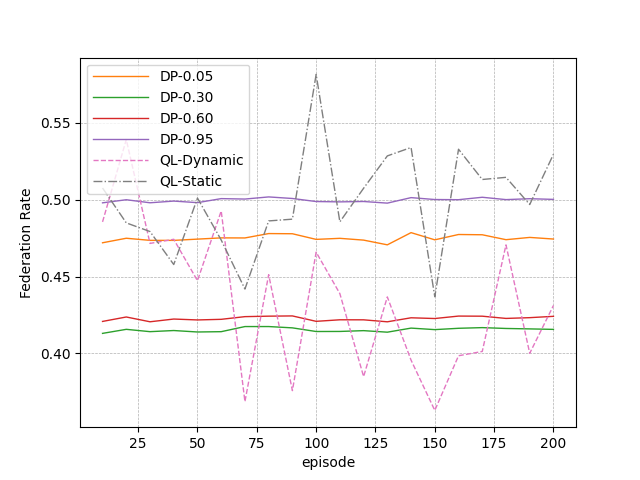 DP-0.05
DP-0.30
DP-0.60
DP-0.95
QL-Dynamic
QL-Static
0.55
0.50
0.45
0.40
Federation Rate
25
50
75
100
125
150
175
200
episode